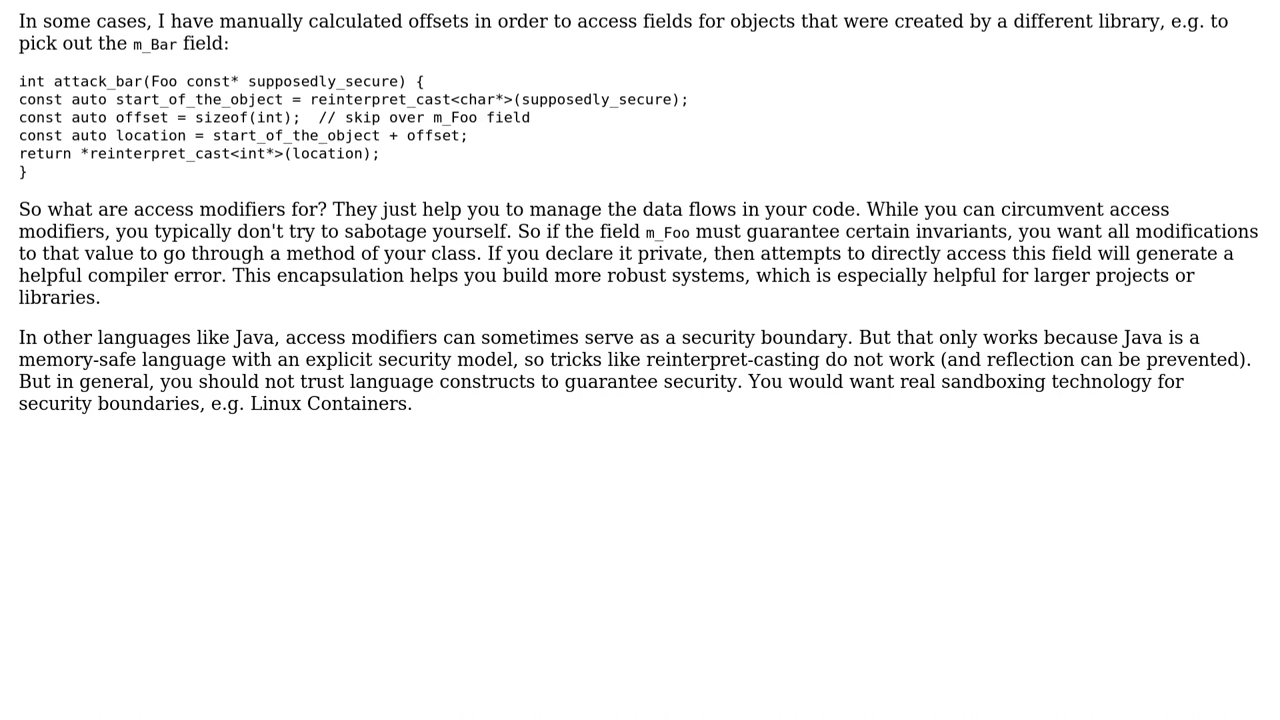 In some cases, I have manually calculated offsets in order to access fields for objects that were created by a different library, e.g. to
pick out the m_Bar field:
int attack_bar(Foo const* supposedly_secure) {
const auto start_of_the_object = reinterpret_cast<char*>(supposedly_secure);
const auto offset = sizeof(int);  // skip over m_Foo field
const auto location = start_of_the_object + offset;
return *reinterpret_cast<int*>(location);
}
So what are access modifiers for? They just help you to manage the data flows in your code. While you can circumvent access
modifiers, you typically don't try to sabotage yourself. So if the field m_Foo must guarantee certain invariants, you want all modifications
to that value to go through a method of your class. If you declare it private, then attempts to directly access this field will generate a
helpful compiler error. This encapsulation helps you build more robust systems, which is especially helpful for larger projects or
libraries.
In other languages like Java, access modifiers can sometimes serve as a security boundary. But that only works because Java is a
memory-safe language with an explicit security model, so tricks like reinterpret-casting do not work (and reflection can be prevented).
But in general, you should not trust language constructs to guarantee security. You would want real sandboxing technology for
security boundaries, e.g. Linux Containers.